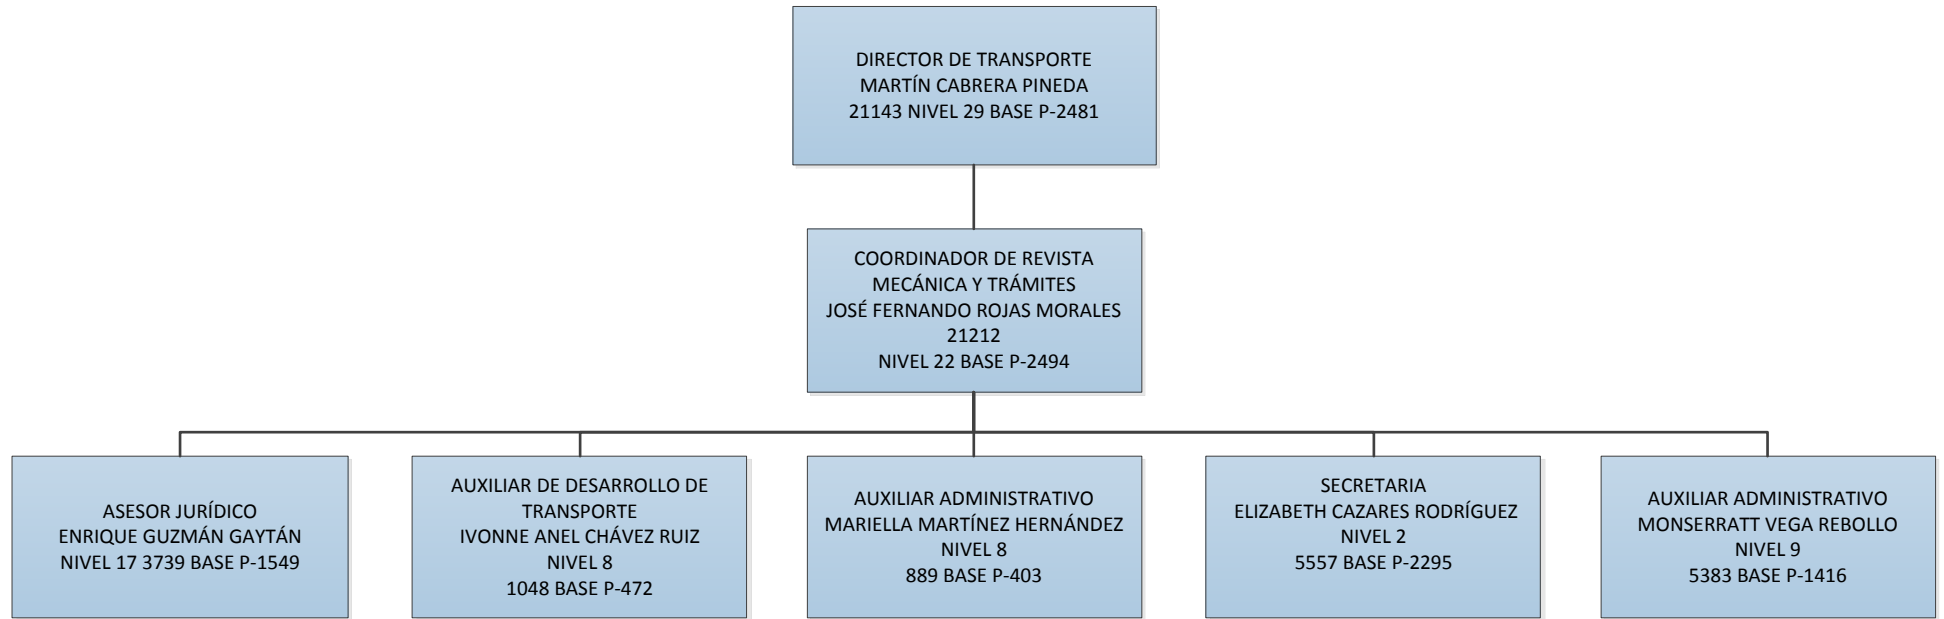 DIRECTOR DE TRANSPORTE
MARTÍN CABRERA PINEDA
21143 NIVEL 29 BASE P-2481
COORDINADOR DE REVISTA
MECÁNICA Y TRÁMITES
JOSÉ FERNANDO ROJAS MORALES
21212
NIVEL 22 BASE P-2494
ASESOR JURÍDICO
ENRIQUE GUZMÁN GAYTÁN
NIVEL 17 3739 BASE P-1549
AUXILIAR DE DESARROLLO DE
TRANSPORTE
IVONNE ANEL CHÁVEZ RUIZ
NIVEL 8
1048 BASE P-472
AUXILIAR ADMINISTRATIVO
MARIELLA MARTÍNEZ HERNÁNDEZ
NIVEL 8
889 BASE P-403
SECRETARIA
ELIZABETH CAZARES RODRÍGUEZ
NIVEL 2
5557 BASE P-2295
AUXILIAR ADMINISTRATIVO
MONSERRATT VEGA REBOLLO
NIVEL 9
5383 BASE P-1416